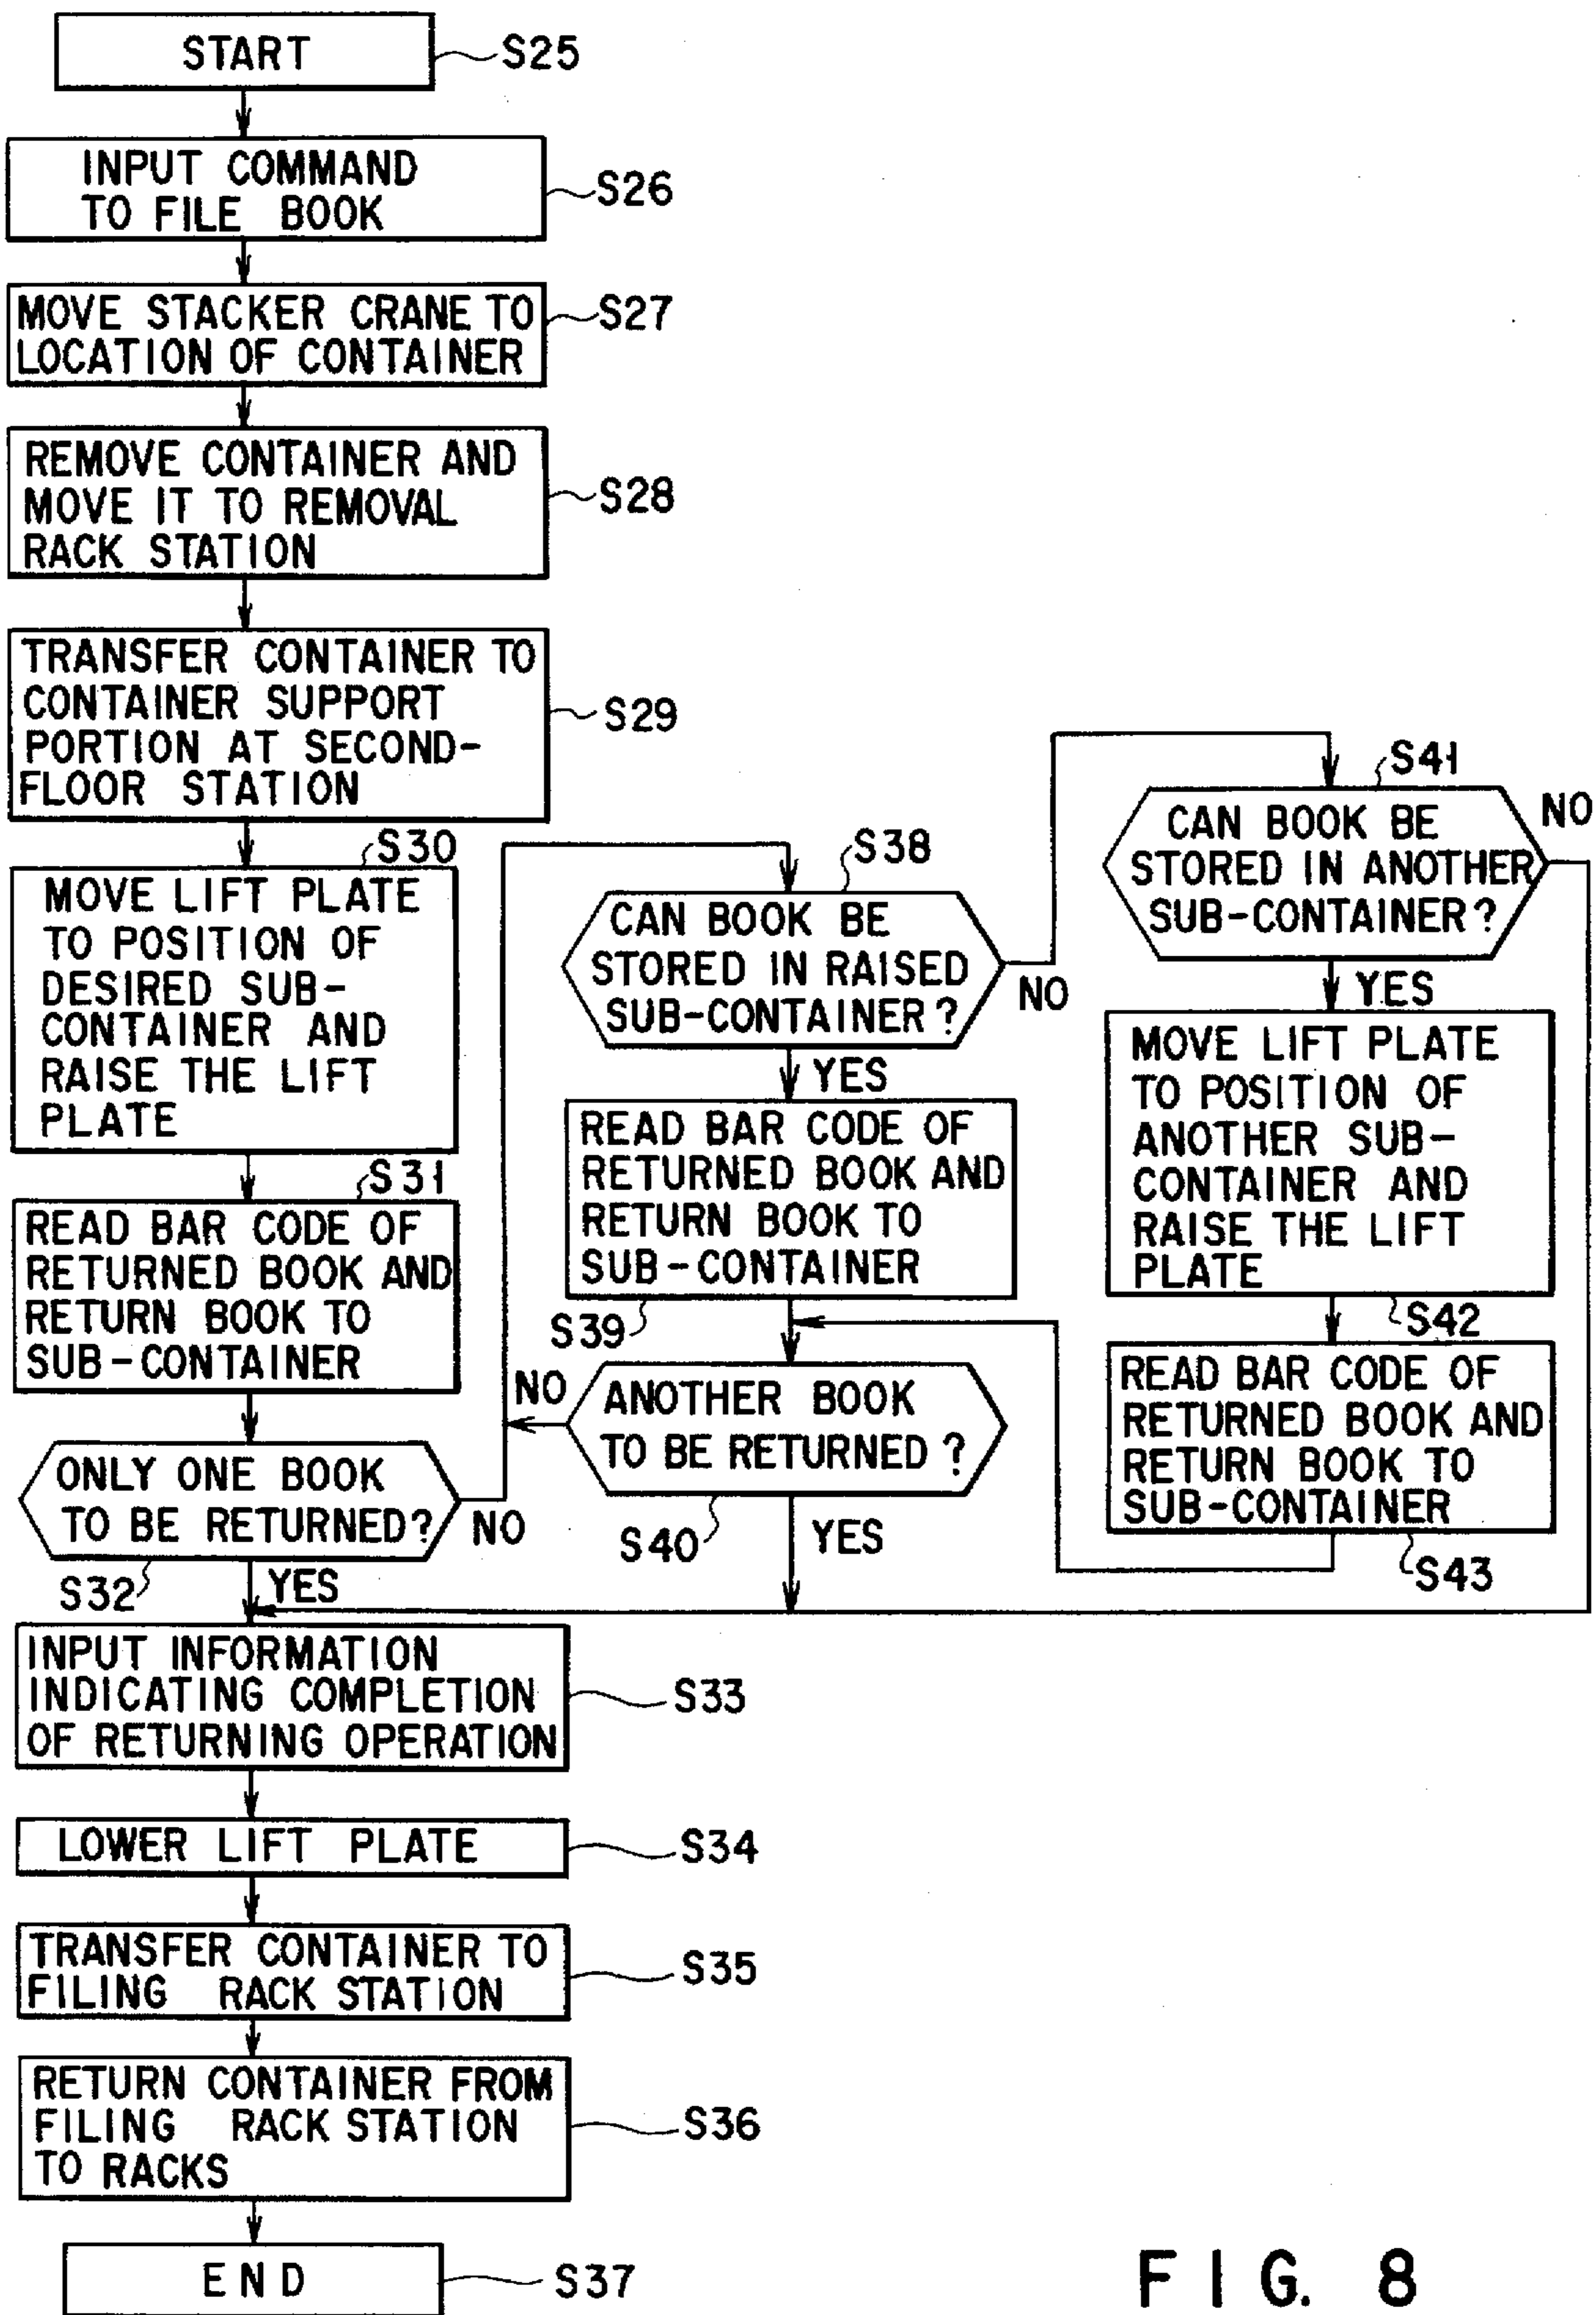 START
S25
INPUT COMMAND
TO FILE BOOK
S26
MOVE STACKER CRANE TO
LOCATION OF CONTAINER
S27
REMOVE CONTAINER AND
MOVE IT TO REMOVAL
RACK STATION
S28
TRANSFER CONTAINER TO
CONTAINER SUPPORT
PORTION AT SECOND-
FLOOR STATION
S29
S30
MOVE LIFT PLATE
TO POSITION OF
DESIRED SUB-
CONTAINER AND
RAISE THE LIFT
PLATE
S31
READ BAR CODE OF
RETURNED BOOK AND
RETURN BOOK TO
SUB-CONTAINER
ONLY ONE BOOK
TO BE RETURNED?
NO
S32
YES
S38
CAN BOOK BE
STORED IN RAISED
SUB-CONTAINER?
NO
YES
READ BAR CODE OF
RETURNED BOOK AND
RETURN BOOK TO
SUB-CONTAINER
S39
NO
ANOTHER BOOK
TO BE RETURNED?
S40
YES
S41
CAN BOOK BE
STORED IN ANOTHER
SUB-CONTAINER?
NO
YES
MOVE LIFT PLATE
TO POSITION OF
ANOTHER SUB-
CONTAINER AND
RAISE THE LIFT
PLATE
S42
READ BAR CODE OF
RETURNED BOOK AND
RETURN BOOK TO
SUB-CONTAINER
S43
INPUT INFORMATION
INDICATING COMPLETION
OF RETURNING OPERATION
S33
LOWER LIFT PLATE
S34
TRANSFER CONTAINER TO
FILING RACK STATION
S35
RETURN CONTAINER FROM
FILING RACK STATION
TO RACKS
S36
END
S37
FIG. 8